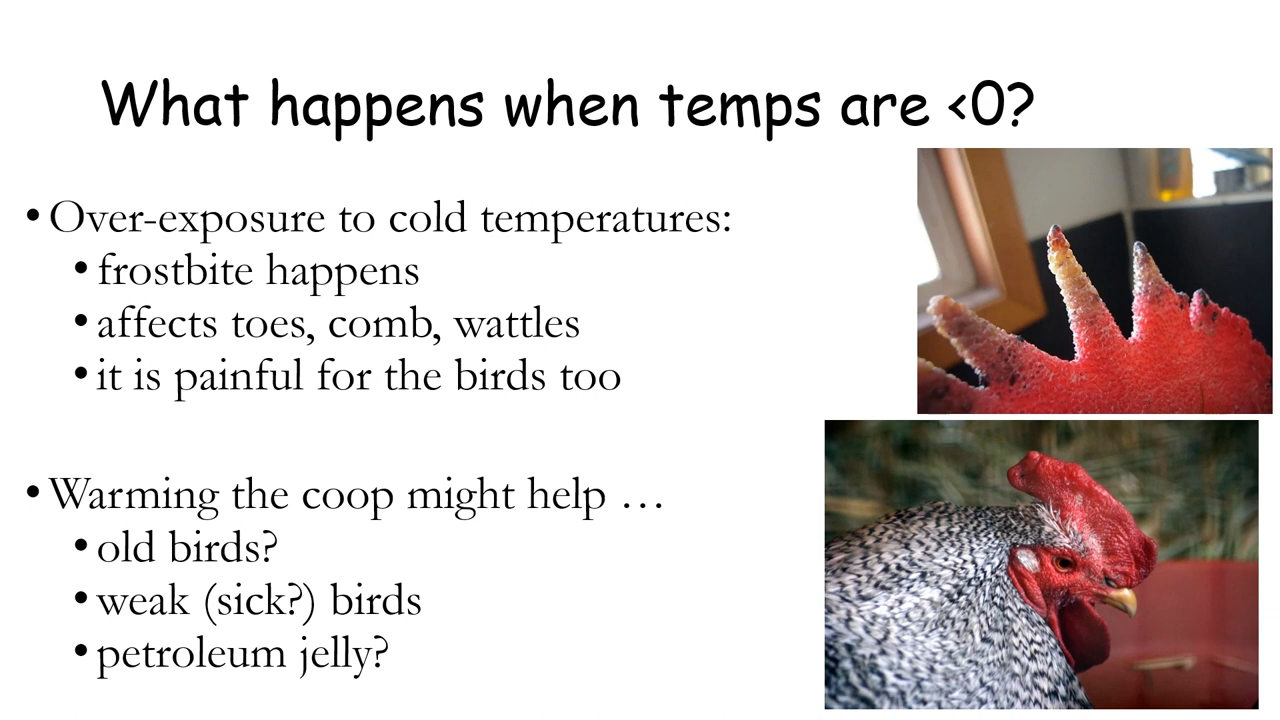 What happens when temps are <0?
• Over-exposure to cold temperatures:
• frostbite happens
• affects toes, comb, wattles
• it is painful for the birds too
• Warming the coop might help …
• old birds?
• weak (sick?) birds
• petroleum jelly?